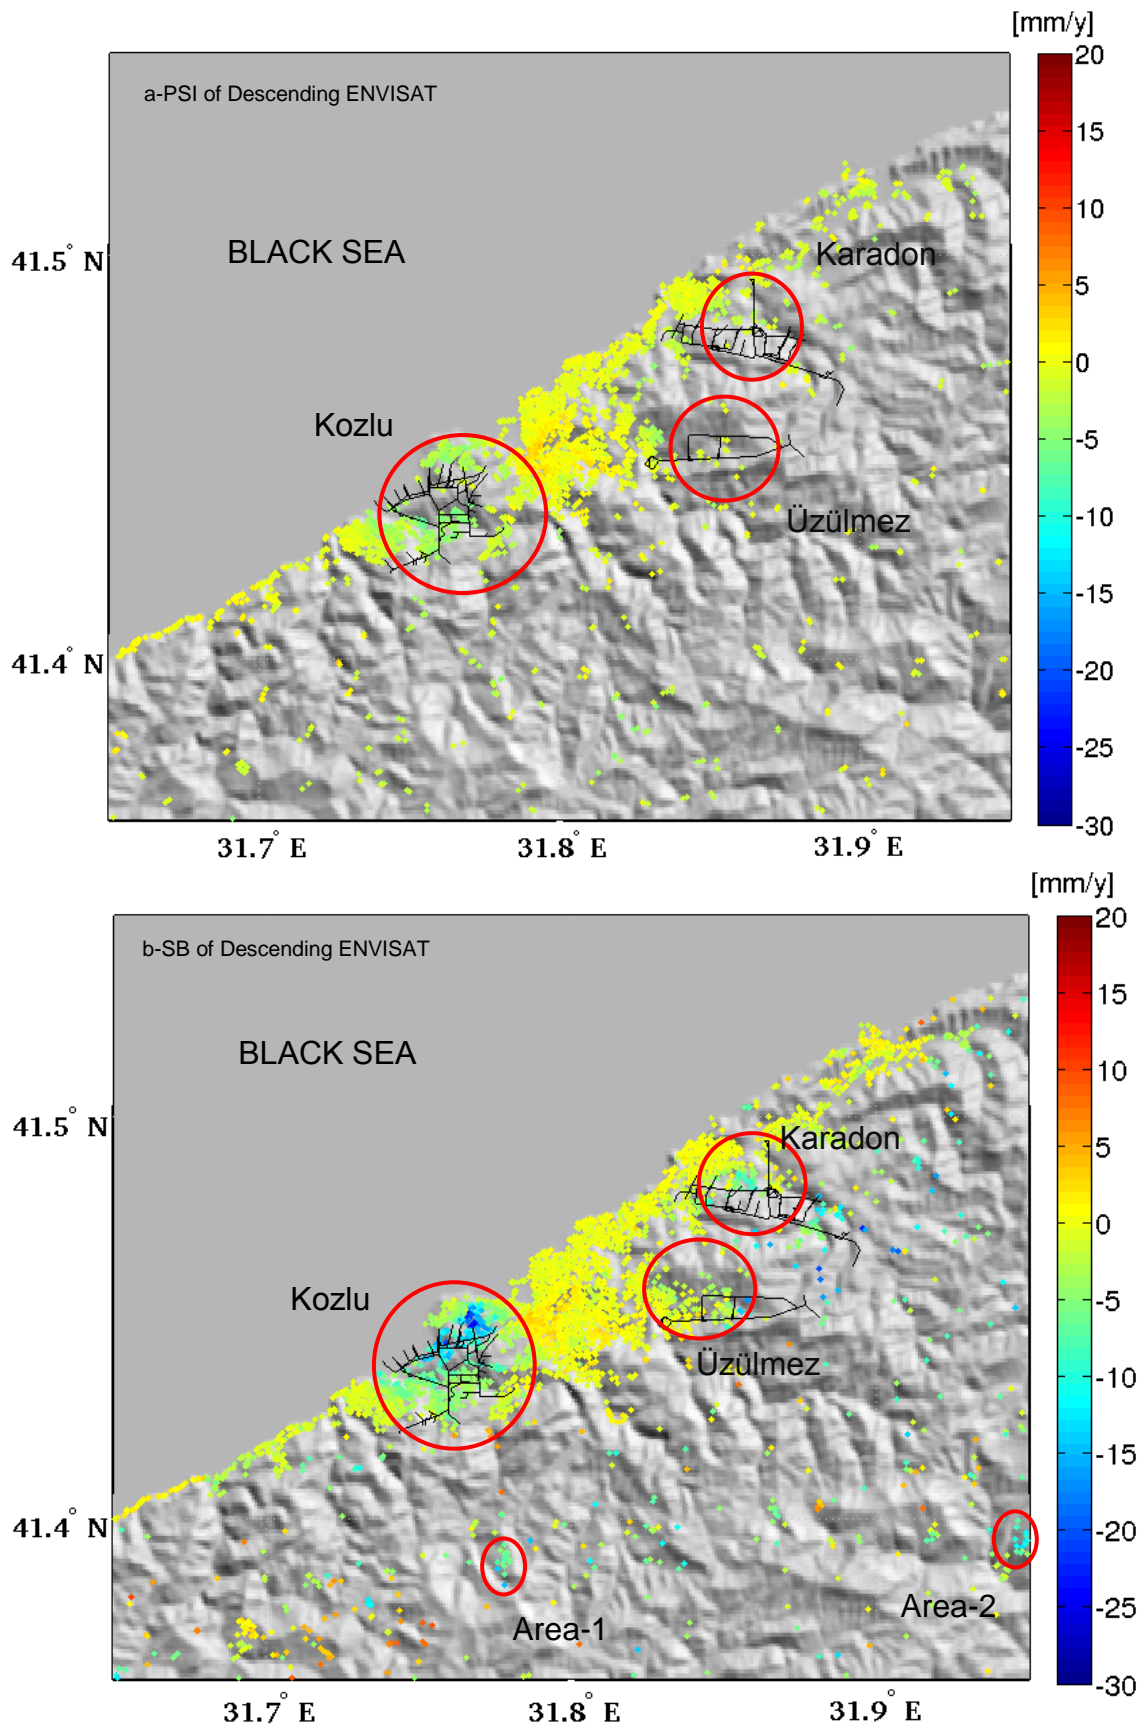 [mm/y]
20
a-PSI of Descending ENVISAT
15
10
5
BLACK SEA
Karadon
41.5° N
0
Kozlu
-5
-10
Üzülmez
-15
41.4° N
-20
-25
-30
31.7° E
31.8° E
31.9° E
[mm/y]
20
b-SB of Descending ENVISAT
15
10
BLACK SEA
5
41.5° N
Karadon
0
Kozlu
-5
Üzülmez
-10
-15
41.4° N
-20
Area-2
Area-1
-25
-30
31.7° E
31.8° E
31.9° E